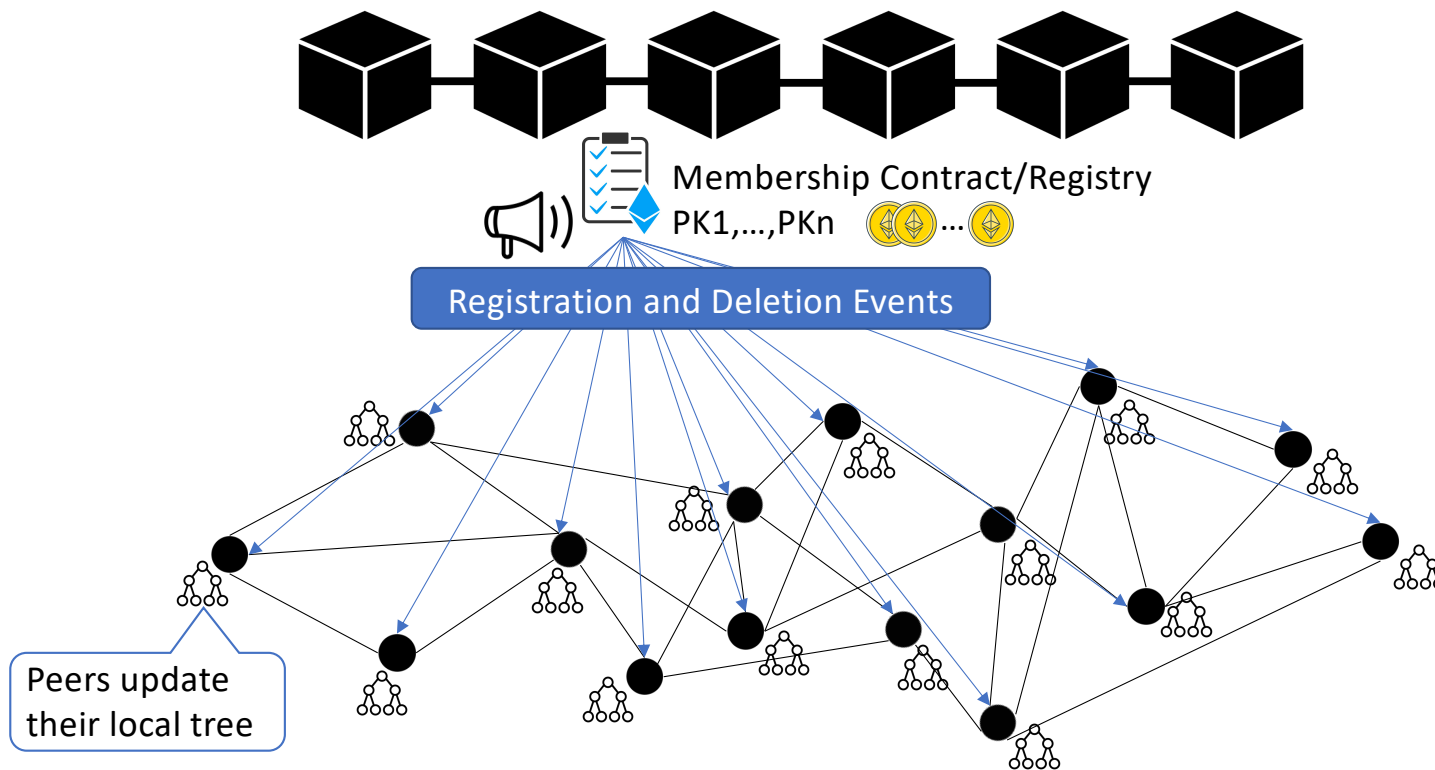 Membership Contract/Registry
PK1,...,PKn
...
Registration and Deletion Events
Peers update
their local tree